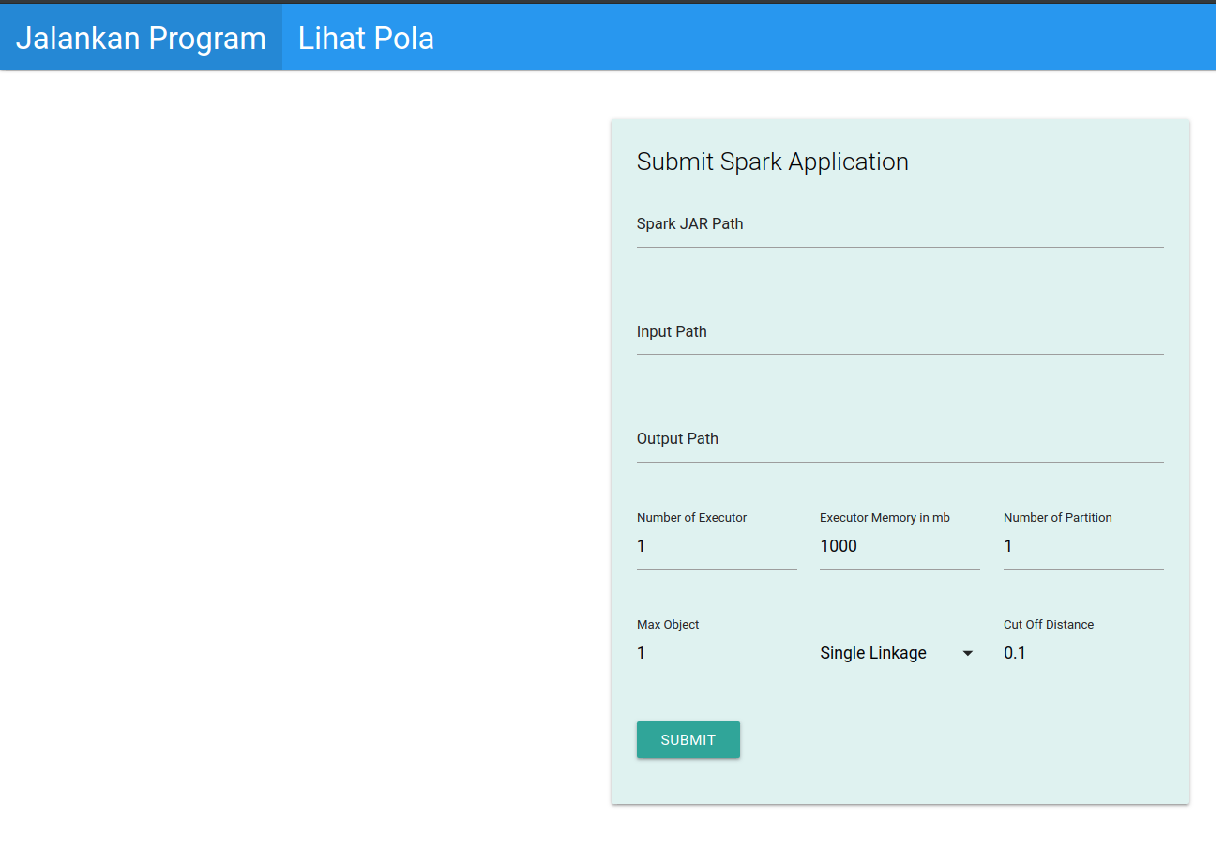 Jalankan Program Lihat Pola
Submit Spark Application
Spark JAR Path
Input Path
Output Path
Number of Executor Executor Memory in mb Number of Partition
1 1000 1
Max Object Cut Off Distance
1 Single Linkage 0.1
SUBMIT